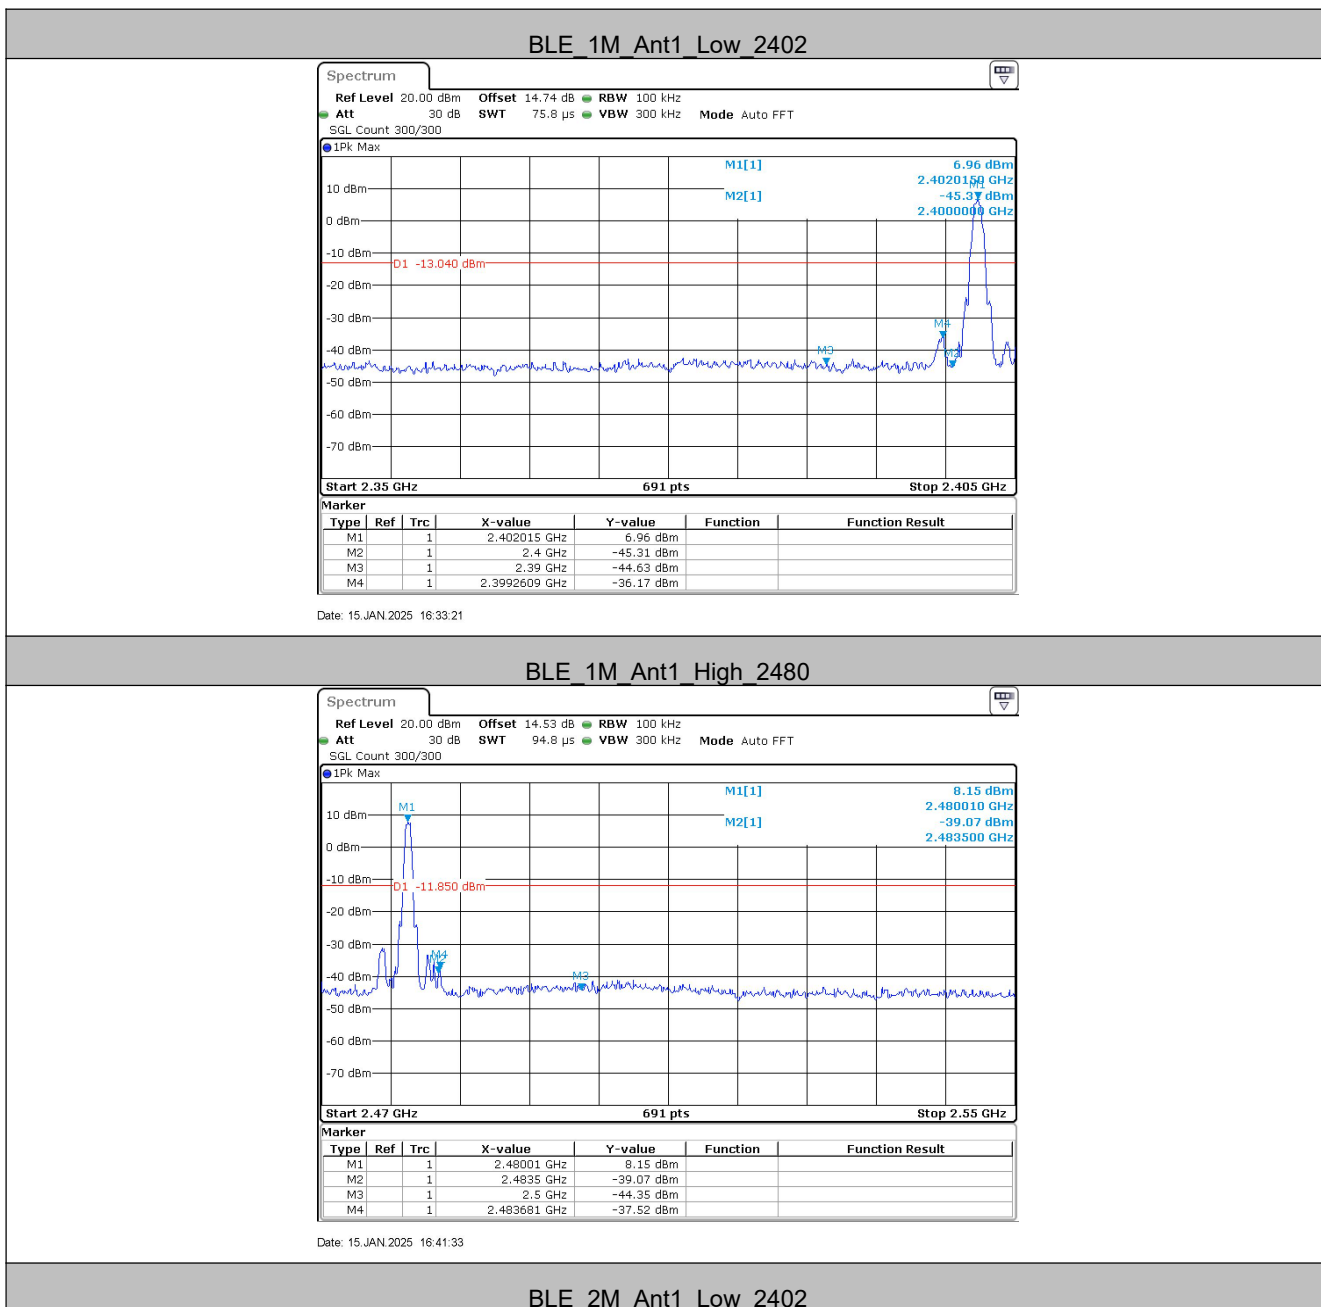 BLE_1M_Ant1_Low_2402
Spectrum
Ref Level 20.00 dBm Offset 14.74 dB RBW 100 kHz
Att 30 dB SWT 75.8 µs VBW 300 kHz Mode Auto FFT
SGL Count 300/300
1Pk Max
M1[1] 6.96 dBm
2.4020150 GHz
M2[1] -45.31 dBm
2.4000000 GHz
M1
10 dBm
0 dBm
-10 dBm
D1 -13.040 dBm
-20 dBm
-30 dBm
M4
-40 dBm
M3
M2
-50 dBm
-60 dBm
-70 dBm
Start 2.35 GHz 691 pts Stop 2.405 GHz
Marker
Type Ref Trc X-value Y-value Function Function Result
M1 1 2.402015 GHz 6.96 dBm
M2 1 2.4 GHz -45.31 dBm
M3 1 2.39 GHz -44.63 dBm
M4 1 2.3992609 GHz -36.17 dBm
Date: 15.JAN.2025 16:33:21
BLE_1M_Ant1_High_2480
Spectrum
Ref Level 20.00 dBm Offset 14.53 dB RBW 100 kHz
Att 30 dB SWT 94.8 µs VBW 300 kHz Mode Auto FFT
SGL Count 300/300
1Pk Max
M1[1] 8.15 dBm
2.480010 GHz
M2[1] -39.07 dBm
2.483500 GHz
M1
10 dBm
0 dBm
-10 dBm
D1 -11.850 dBm
-20 dBm
-30 dBm
M4
M2
-40 dBm
M3
-50 dBm
-60 dBm
-70 dBm
Start 2.47 GHz 691 pts Stop 2.55 GHz
Marker
Type Ref Trc X-value Y-value Function Function Result
M1 1 2.48001 GHz 8.15 dBm
M2 1 2.4835 GHz -39.07 dBm
M3 1 2.5 GHz -44.35 dBm
M4 1 2.483681 GHz -37.52 dBm
Date: 15.JAN.2025 16:41:33
BLE_2M_Ant1_Low_2402